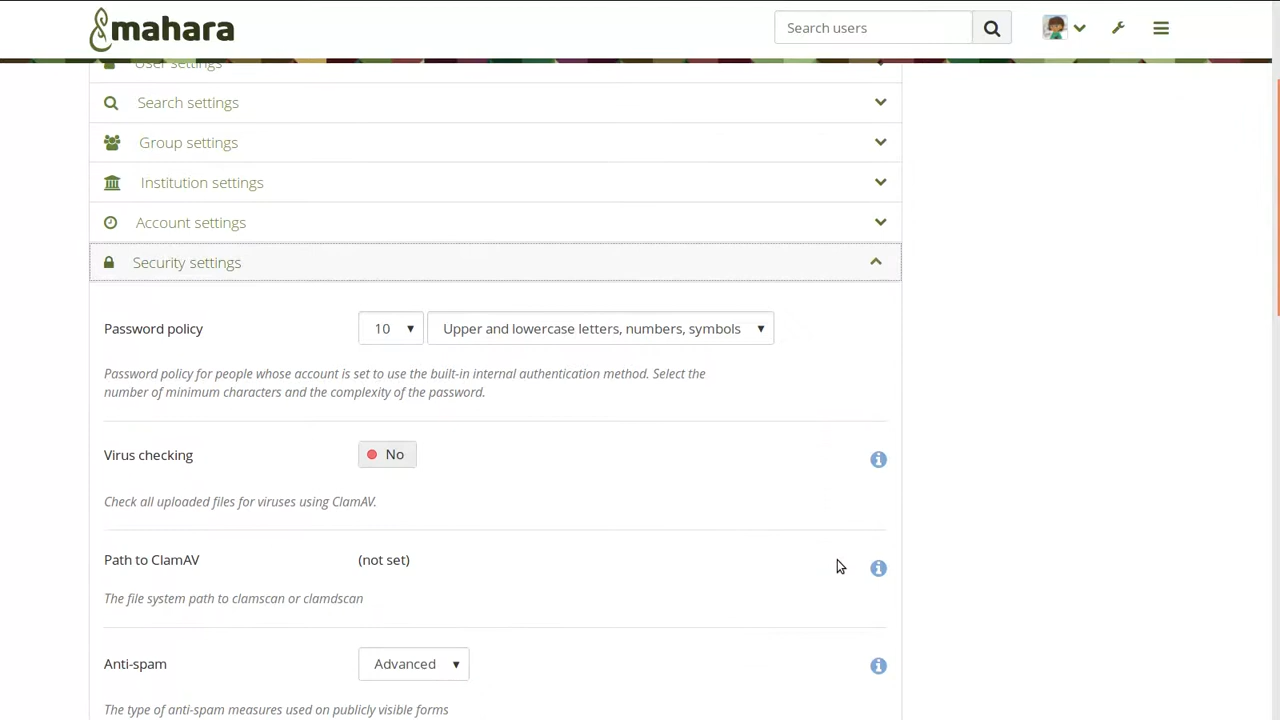 mahara
Search users
User settings
Search settings
Group settings
Institution settings
Account settings
Security settings
Password policy
10
Upper and lowercase letters, numbers, symbols
Password policy for people whose account is set to use the built-in internal authentication method. Select the
number of minimum characters and the complexity of the password.
Virus checking
No
Check all uploaded files for viruses using ClamAV.
Path to ClamAV
(not set)
The file system path to clamscan or clamdscan
Anti-spam
Advanced
The type of anti-spam measures used on publicly visible forms